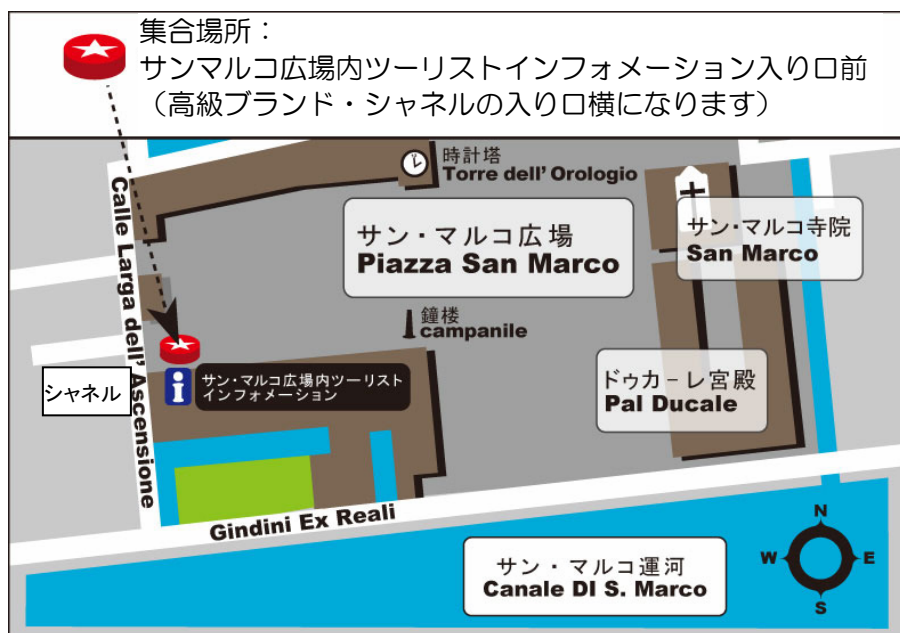 集合場所：
サンマルコ広場内ツーリストインフォメーション入り口前
（高級ブランド・シャネルの入り口横になります）
時計塔
Torre dell' Orologio
Calle Larga dell' Ascensione
サン・マルコ広場
Piazza San Marco
サン・マルコ寺院
San Marco
鐘楼
campanile
シャネル
i
サン・マルコ広場内ツーリスト
インフォメーション
ドゥカーレ宮殿
Pal Ducale
Gindini Ex Reali
サン・マルコ運河
Canale DI S. Marco
N
W
E
S